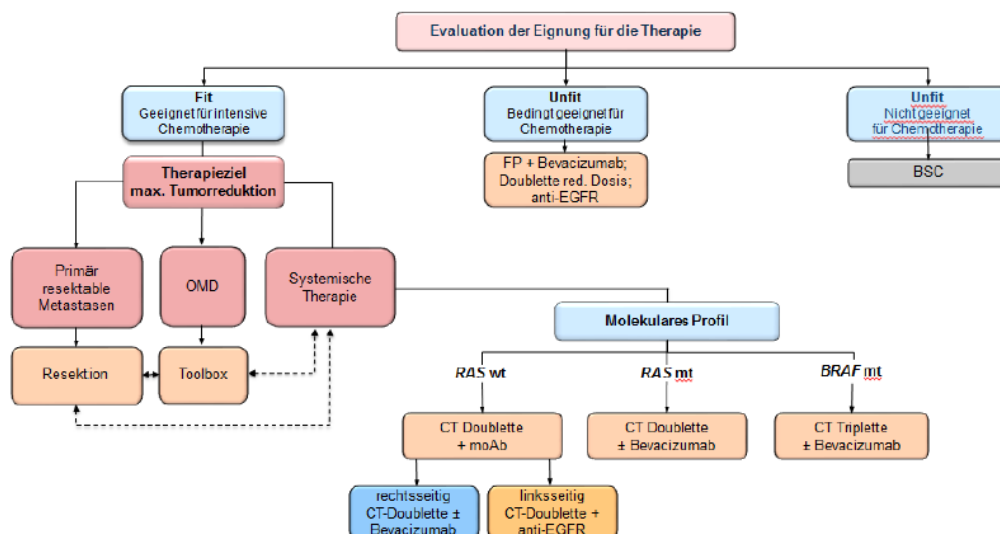 Evaluation der Eignung für die Therapie
Fit
Geeignet für intensive
Chemotherapie
Unfit
Bedingt geeignet für
Chemotherapie
Unfit
Nicht geeignet
für Chemotherapie
Therapieziel
max. Tumorreduktion
FP + Bevacizumab;
Doublette red. Dosis;
anti-EGFR
BSC
Primär
resektable
Metastasen
OMD
Systemische
Therapie
Molekulares Profil
Resektion
Toolbox
RAS wt
RAS mt
BRAF mt
CT Doublette
+ moAb
CT Doublette
± Bevacizumab
CT Triplette
± Bevacizumab
rechtsseitig
CT-Doublette ±
Bevacizumab
linksseitig
CT-Doublette +
anti-EGFR